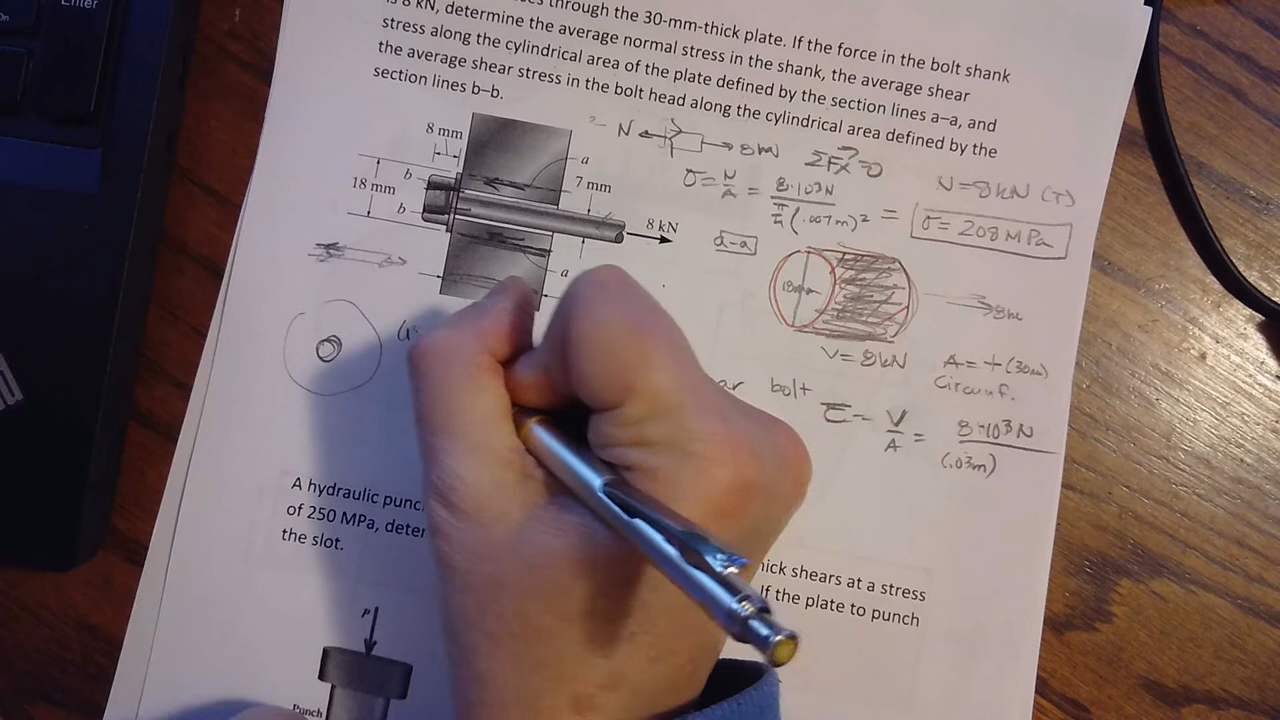 through the 30-mm-thick plate. If the force in the bolt shank
is 8 kN, determine the average normal stress in the shank, the average shear
stress along the cylindrical area of the plate defined by the section lines a–a, and
the average shear stress in the bolt head along the cylindrical area defined by the
section lines b–b.
8 mm
b
18 mm
b
a
7 mm
8 kN
a
N
8kN
ΣFx=0
N=8kN (T)
σ = N/A = 8·10³N / π/4 (.007m)² =
σ = 208 MPa
a-a
18mm
8kN
V=8kN
A= (30mm)
Circumf.
bolt
τ = V/A = 8·10³N / (.03m)
A hydraulic
of 250 MPa,
the slot.
shears at a stress
If the plate to punch
P
Punch
Enter